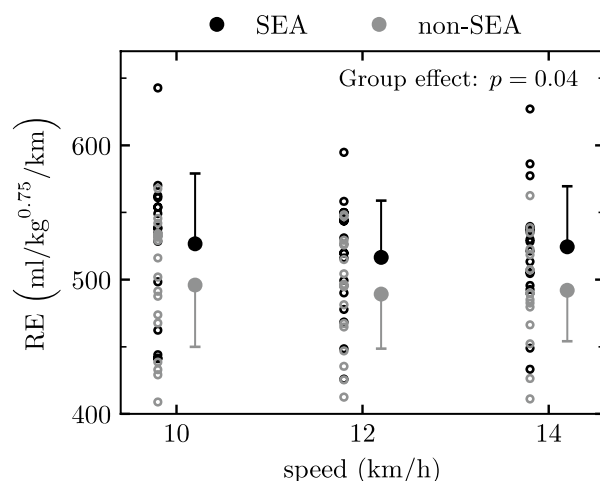 SEA non-SEA
Group effect: p = 0.04
600
500
400
RE (ml/kg^0.75/km)
10 12 14
speed (km/h)